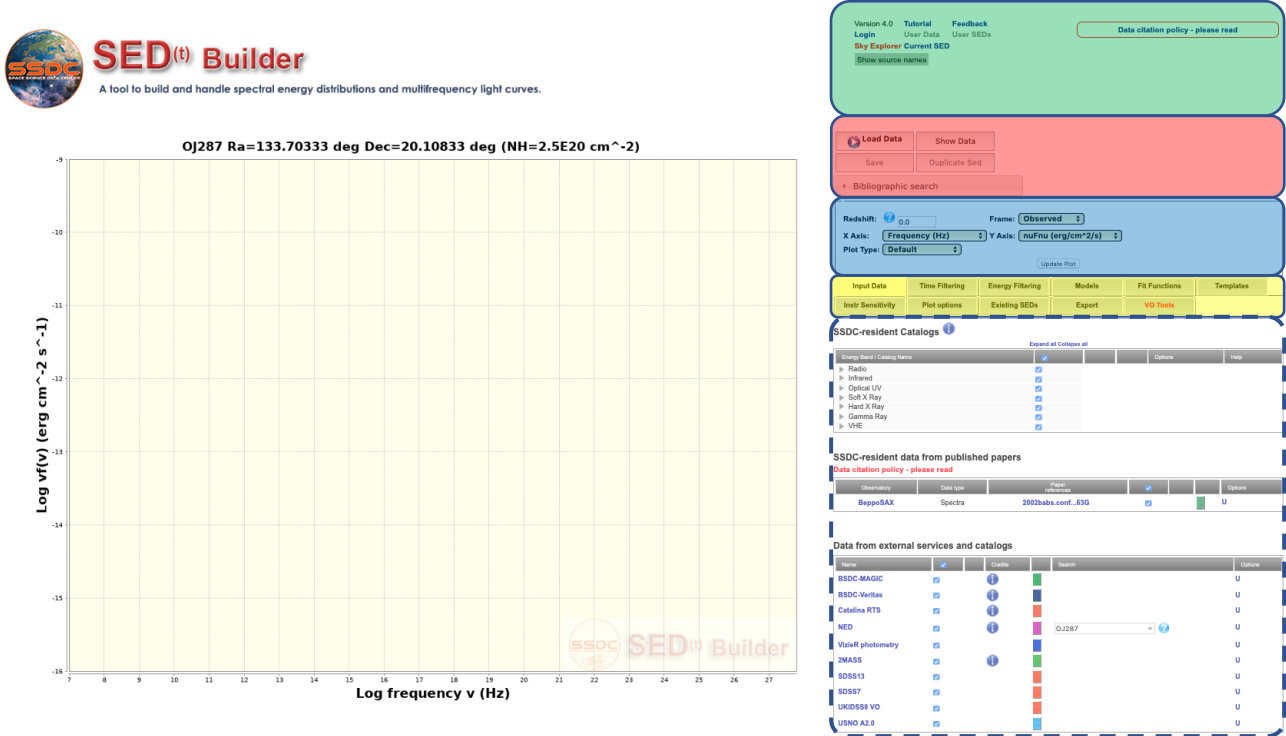 SSDC
SPACE SCIENCE DATA CENTER
SED(t) Builder
A tool to build and handle spectral energy distributions and multifrequency light curves.
Version 4.0 Tutorial Feedback
Login User Data User SEDs
Sky Explorer Current SED
Show source names
Data citation policy - please read
OJ287 Ra=133.70333 deg Dec=20.10833 deg (NH=2.5E20 cm^-2)
Log νf(ν) (erg cm^-2 s^-1)
-9
-10
-11
-12
-13
-14
-15
-16
7 8 9 10 11 12 13 14 15 16 17 18 19 20 21 22 23 24 25 26 27
Log frequency ν (Hz)
SSDC SED(t) Builder
Load Data Show Data
Save Duplicate Sed
Bibliographic search
Redshift: ? 0.0 Frame: Observed
X Axis: Frequency (Hz) Y Axis: nuFnu (erg/cm^2/s)
Plot Type: Default
Update Plot
Input Data Time Filtering Energy Filtering Models Fit Functions Templates
Instr Sensitivity Plot options Existing SEDs Export VO Tools
SSDC-resident Catalogs i
Expand all Collapse all
Energy Band / Catalog Name Options Help
Radio
Infrared
Optical UV
Soft X Ray
Hard X Ray
Gamma Ray
VHE
SSDC-resident data from published papers
Data citation policy - please read
Observatory Data type Paper references Options
BeppoSAX Spectra 2002babs.conf...63G U
Data from external services and catalogs
Name Credits Search Options
BSDC-MAGIC i U
BSDC-Veritas i U
Catalina RTS i U
NED i OJ287 ? U
VizieR photometry U
2MASS i U
SDSS13 U
SDSS7 U
UKIDSS8 VO U
USNO A2.0 U